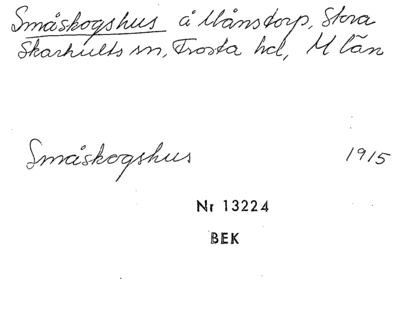 Småskogshus å Månstorp, Stora
Skarhults sn, Frosta hd, M län
Småskogshus 1915
Nr 13224
BEK